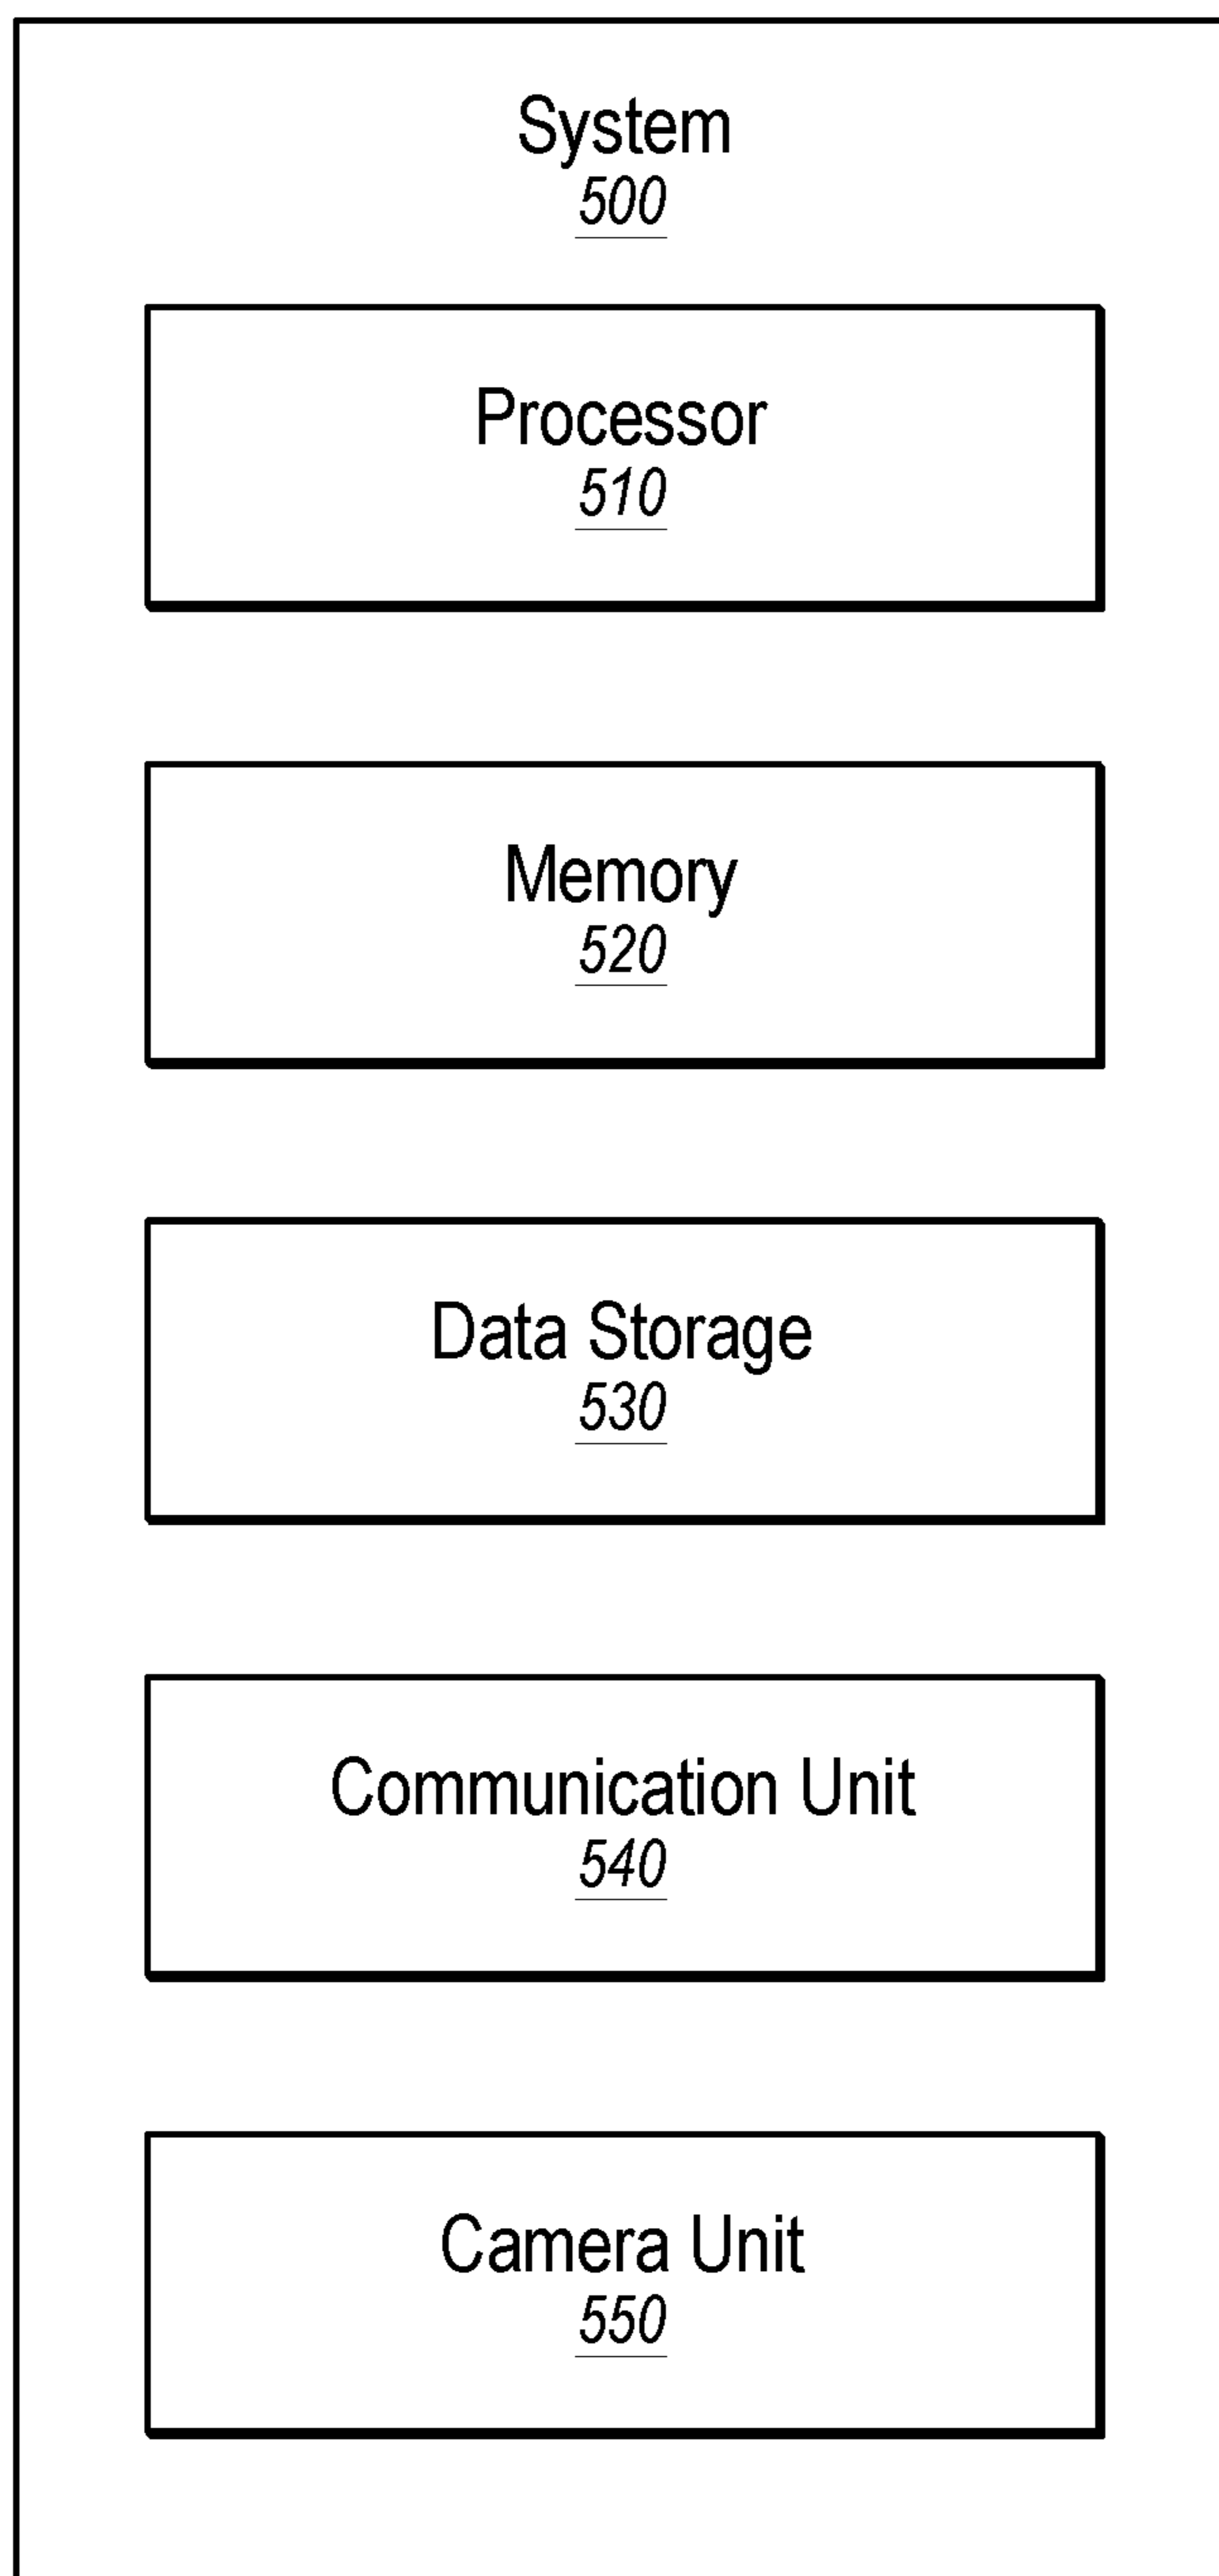 System
500
Processor
510
Memory
520
Data Storage
530
Communication Unit
540
Camera Unit
550